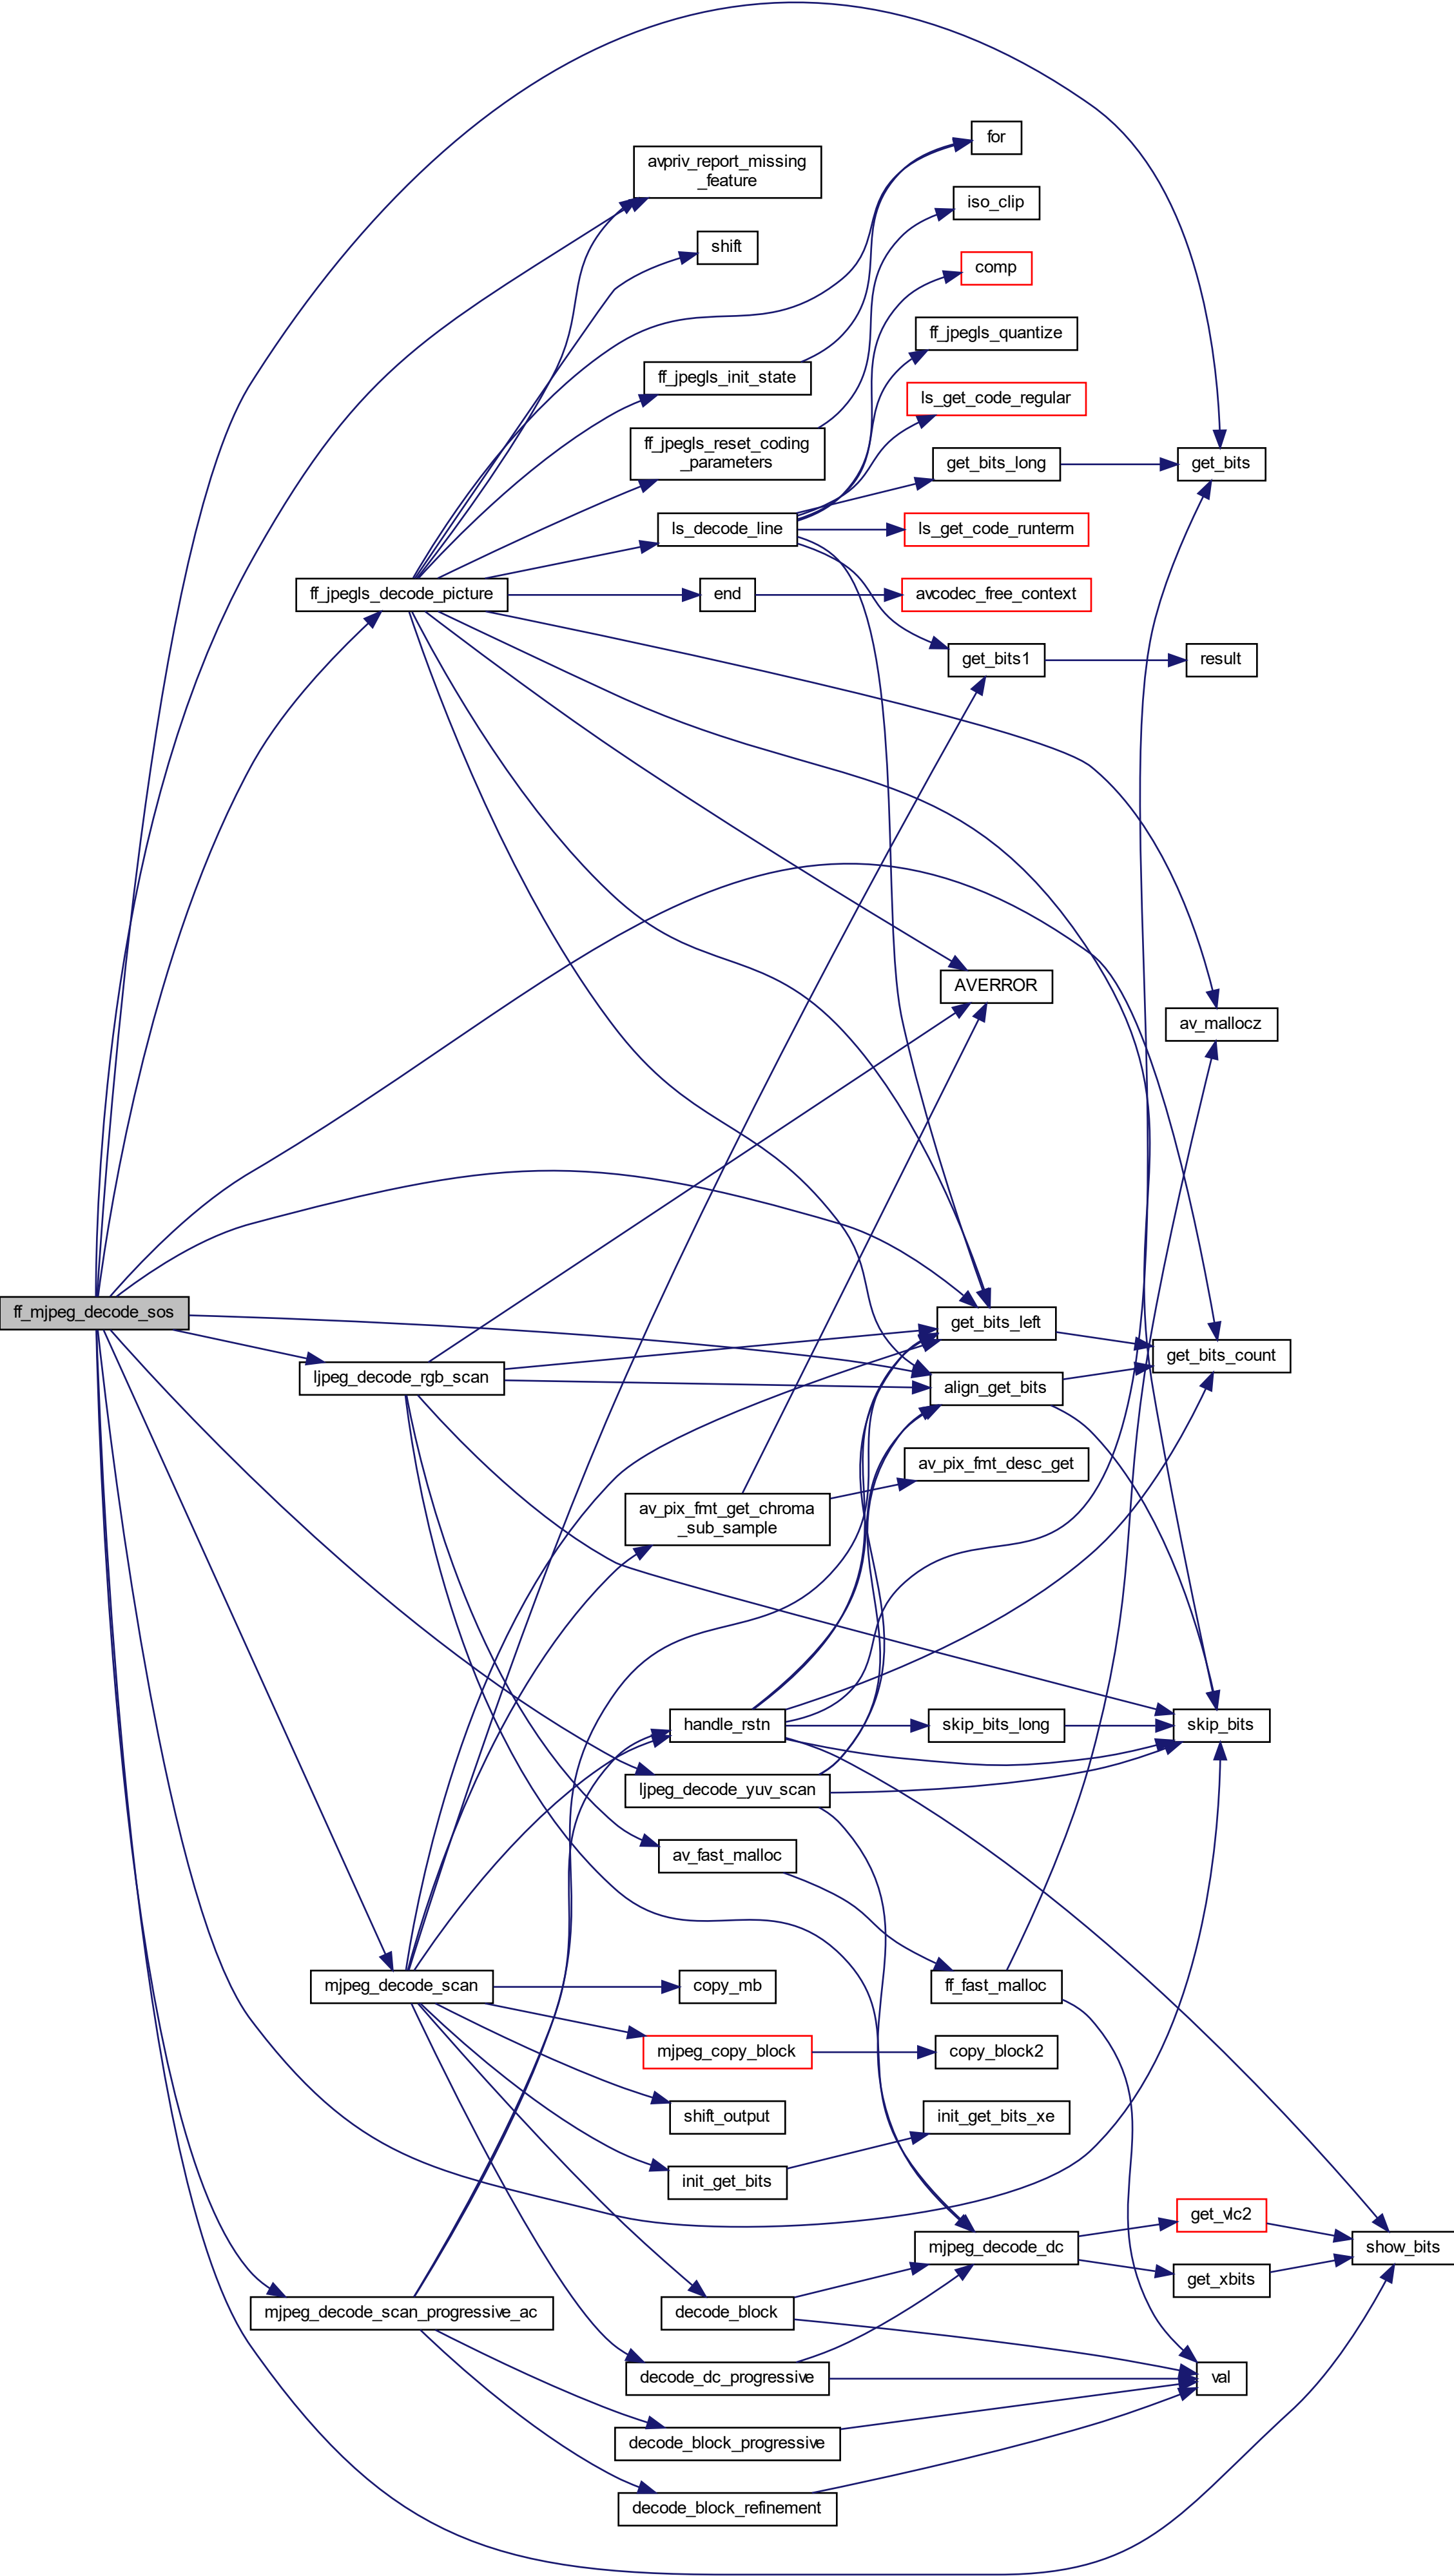 for
avpriv_report_missing
_feature
iso_clip
shift
comp
ff_jpegls_quantize
ff_jpegls_init_state
ls_get_code_regular
ff_jpegls_reset_coding
_parameters
get_bits_long
get_bits
ls_decode_line
ls_get_code_runterm
ff_jpegls_decode_picture
end
avcodec_free_context
get_bits1
result
AVERROR
av_mallocz
ff_mjpeg_decode_sos
get_bits_left
get_bits_count
ljpeg_decode_rgb_scan
align_get_bits
av_pix_fmt_desc_get
av_pix_fmt_get_chroma
_sub_sample
handle_rstn
skip_bits_long
skip_bits
ljpeg_decode_yuv_scan
av_fast_malloc
mjpeg_decode_scan
copy_mb
ff_fast_malloc
mjpeg_copy_block
copy_block2
shift_output
init_get_bits_xe
init_get_bits
get_vlc2
mjpeg_decode_dc
show_bits
get_xbits
mjpeg_decode_scan_progressive_ac
decode_block
decode_dc_progressive
val
decode_block_progressive
decode_block_refinement